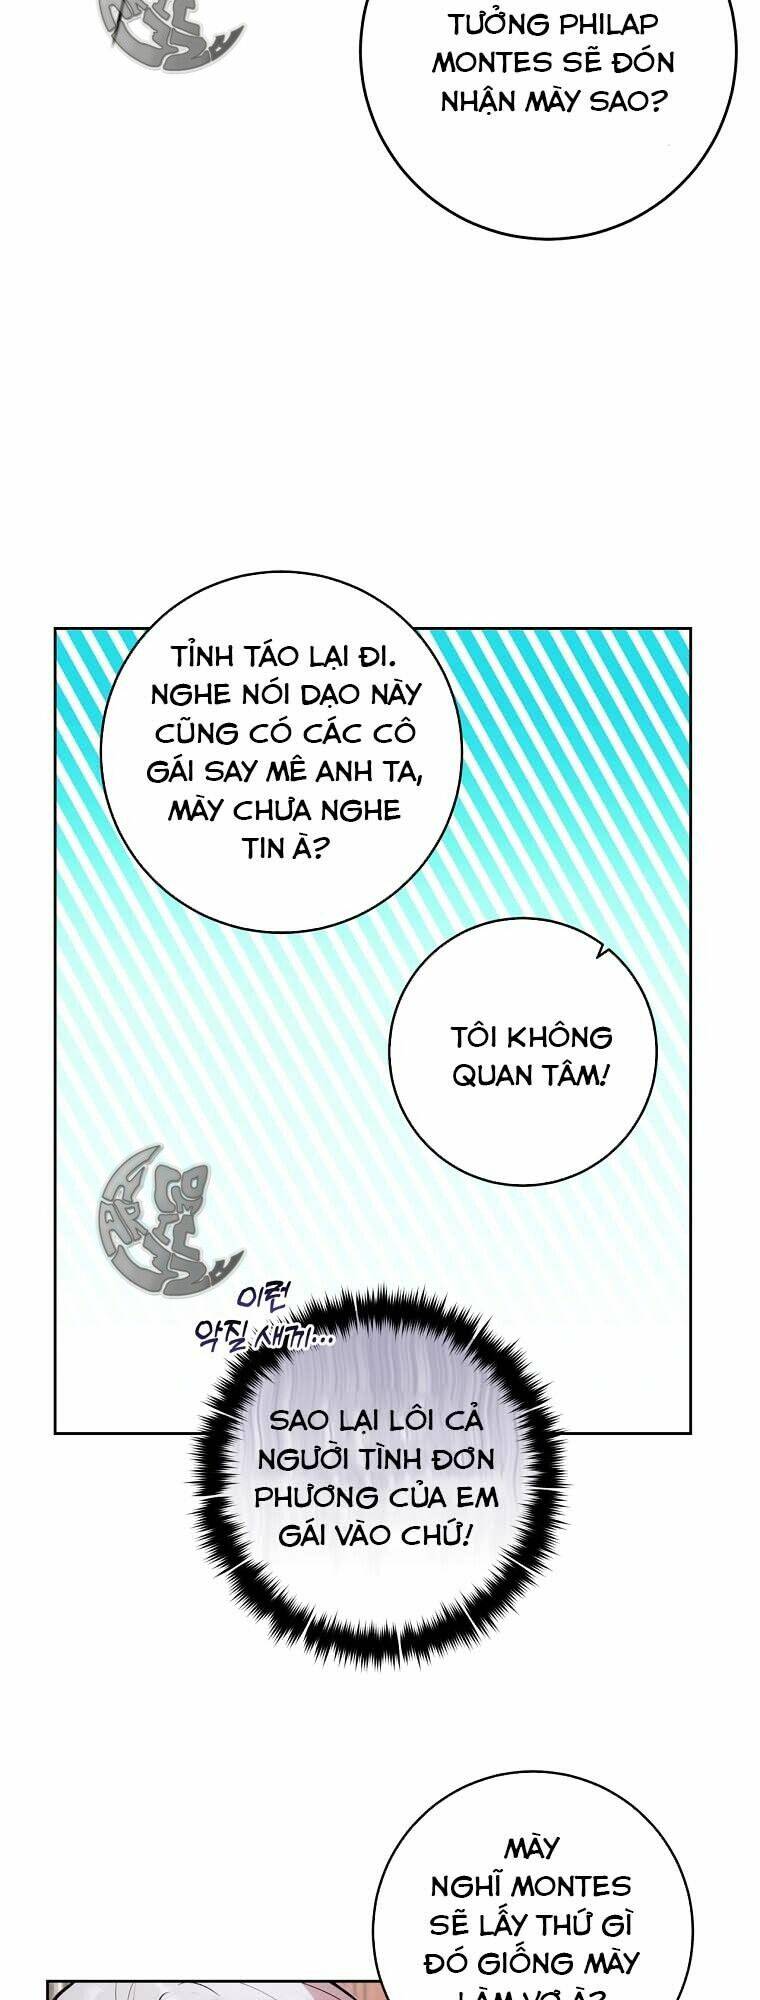 TƯỞNG PHILAP
MONTES SẼ ĐÓN
NHẬN MÀY SAO?
TỈNH TÁO LẠI ĐI.
NGHE NÓI DẠO NÀY
CŨNG CÓ CÁC CÔ
GÁI SAY MÊ ANH TA,
MÀY CHƯA NGHE
TIN À?
TÔI KHÔNG
QUAN TÂM!
이런
악질 새끼...
SAO LẠI LÔI CẢ
NGƯỜI TÌNH ĐƠN
PHƯƠNG CỦA EM
GÁI VÀO CHỨ!
MÀY
NGHĨ MONTES
SẼ LẤY THỨ GÌ
ĐÓ GIỐNG MÀY
LÀM VỢ À?